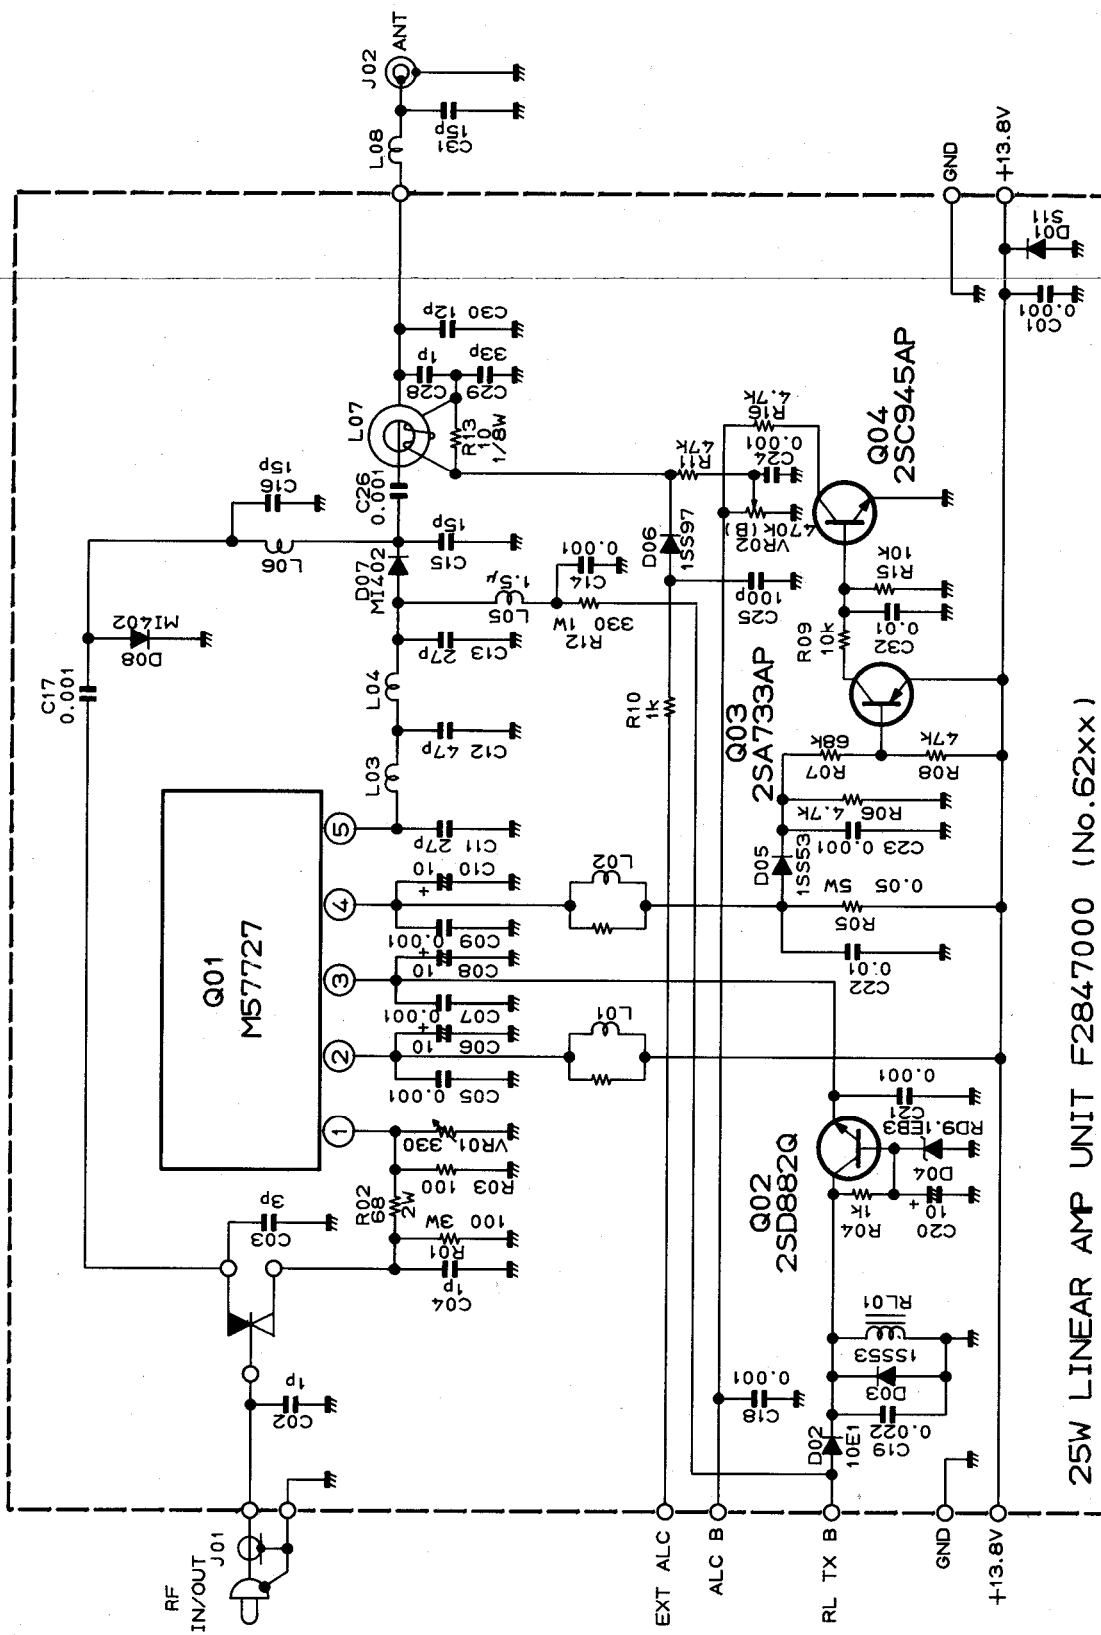 RF
IN/OUT
J01
C02
1p
C03
3p
C04
1p
R01
100
3W
R02
68
2W
R03
100
VR01
330
Q01
M57727
1
2
3
4
5
C05
0.001
C06
10
+
C07
0.001
C08
10
+
C09
0.001
C10
10
+
C11
27p
L03
C12
47p
L04
C13
27p
D07
MI402
L05
1.5μ
C14
0.001
R12
330 1W
C15
15p
L06
C16
15p
C17
0.001
D08
MI402
C26
0.001
L07
R13
10
1/8W
C28
1p
C29
33p
C30
12p
L08
C31
15p
J02
ANT
L01
L02
EXT ALC
R10
1k
D06
1SS97
C25
100p
R11
47k
C24
0.001
VR02
470k(B)
R16
4.7k
ALC B
C18
0.001
RL TX B
D02
10E1
C19
0.022
D03
1SS53
RL01
Q02
2SD882Q
R04
1k
C20
10
+
D04
RD9.1EB3
C21
0.001
C22
0.01
R05
0.05
5W
D05
1SS53
C23 0.001
R06
4.7k
R07
68k
R08
47k
Q03
2SA733AP
R09
10k
C32
0.01
R15
10k
Q04
2SC945AP
GND
+13.8V
GND
+13.8V
C01
0.001
D01
S11
25W LINEAR AMP UNIT F2847000 (No.62xx)